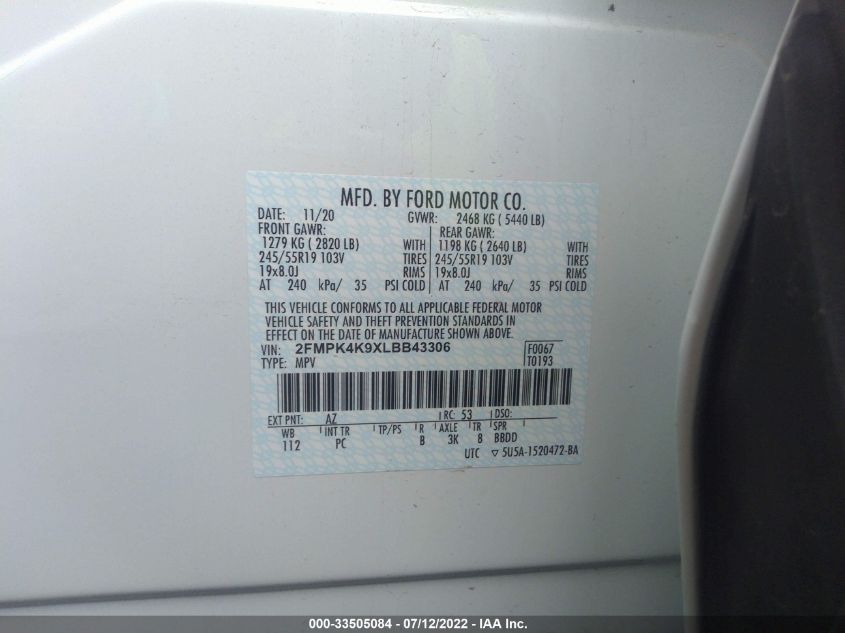 MFD. BY FORD MOTOR CO.
DATE: 11/20 GVWR: 2468 KG ( 5440 LB)
FRONT GAWR: REAR GAWR:
1279 KG ( 2820 LB) WITH 1198 KG ( 2640 LB) WITH
245/55R19 103V TIRES 245/55R19 103V TIRES
19x8.0J RIMS 19x8.0J RIMS
AT 240 kPa/ 35 PSI COLD AT 240 kPa/ 35 PSI COLD
THIS VEHICLE CONFORMS TO ALL APPLICABLE FEDERAL MOTOR
VEHICLE SAFETY AND THEFT PREVENTION STANDARDS IN
EFFECT ON THE DATE OF MANUFACTURE SHOWN ABOVE.
VIN: 2FMPK4K9XLBB43306 F0067
TYPE: MPV T0193
EXT PNT: AZ RC: 53 DSO:
WB INT TR TP/PS R AXLE TR SPR
112 PC B 3K 8 BBDD
UTC ▽ 5U5A-1520472-BA
000-33505084 - 07/12/2022 - IAA Inc.